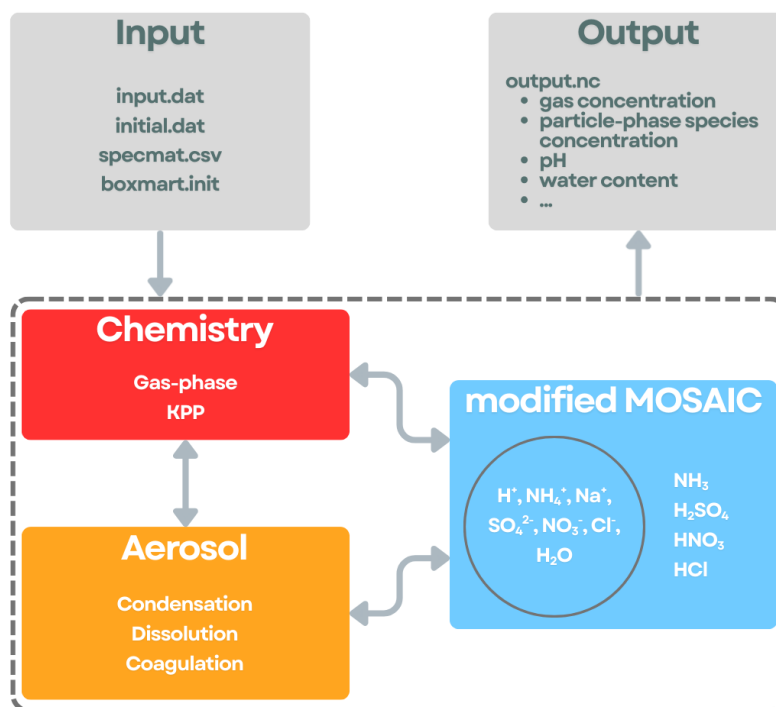 Input
input.dat
initial.dat
specmat.csv
boxmart.init
Output
output.nc
• gas concentration
• particle-phase species
concentration
• pH
• water content
• ...
Chemistry
Gas-phase
KPP
modified MOSAIC
H⁺, NH₄⁺, Na⁺,
SO₄²⁻, NO₃⁻, Cl⁻,
H₂O
NH₃
H₂SO₄
HNO₃
HCl
Aerosol
Condensation
Dissolution
Coagulation